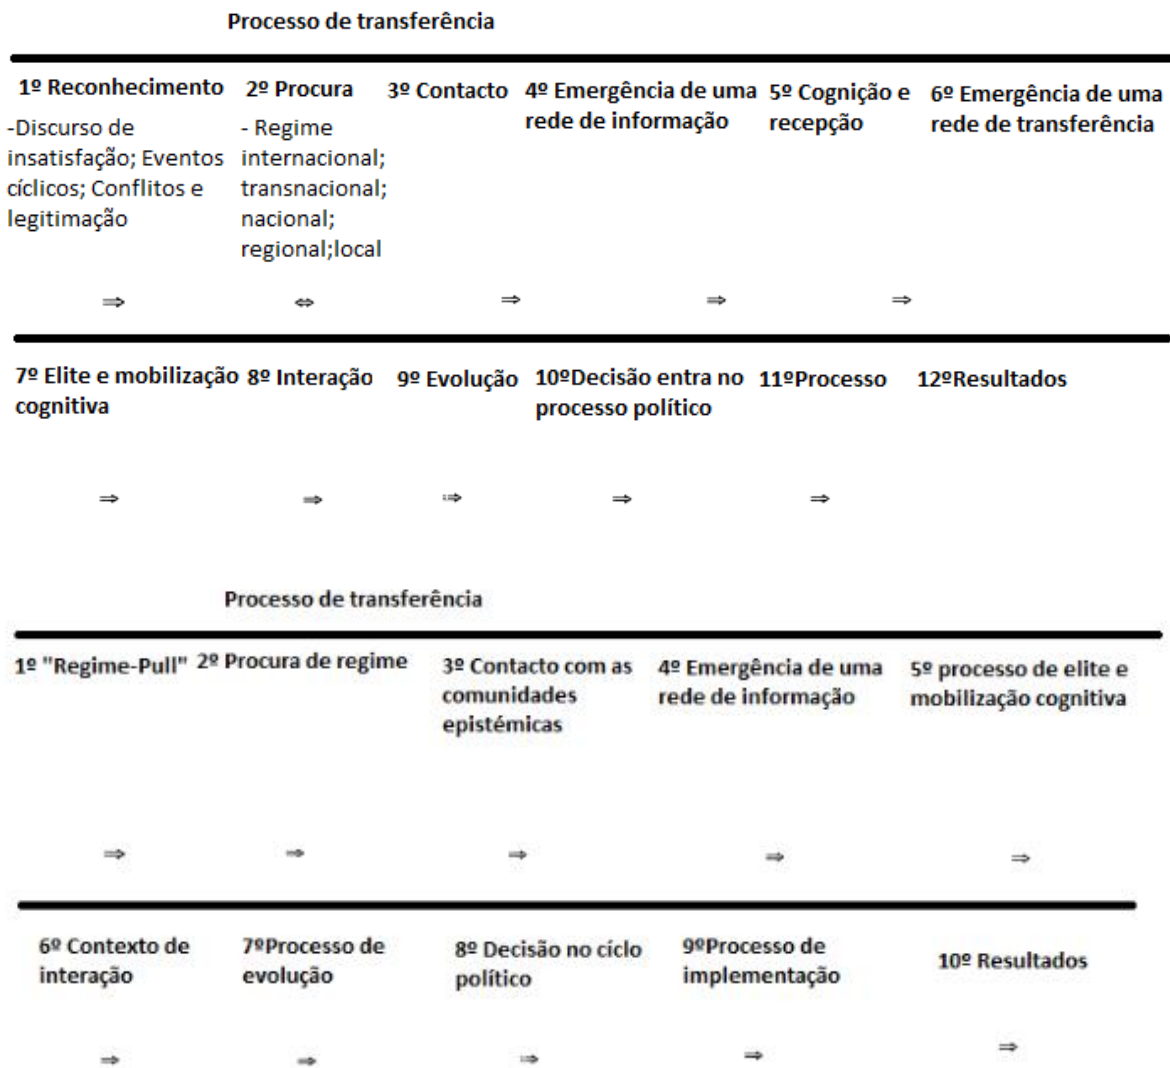 Processo de transferência
1º Reconhecimento
-Discurso de
insatisfação; Eventos
cíclicos; Conflitos e
legitimação
2º Procura
- Regime
internacional;
transnacional;
nacional;
regional;local
3º Contacto
4º Emergência de uma
rede de informação
5º Cognição e
recepção
6º Emergência de uma
rede de transferência
⇒ ⇔ ⇒ ⇒ ⇒
7º Elite e mobilização
cognitiva
8º Interação
9º Evolução
10ºDecisão entra no
processo político
11ºProcesso
12ºResultados
⇒ ⇒ ⇒ ⇒ ⇒
Processo de transferência
1º "Regime-Pull"
2º Procura de regime
3º Contacto com as
comunidades
epistémicas
4º Emergência de uma
rede de informação
5º processo de elite e
mobilização cognitiva
⇒ ⇒ ⇒ ⇒ ⇒
6º Contexto de
interação
7ºProcesso de
evolução
8º Decisão no cíclo
político
9ºProcesso de
implementação
10º Resultados
⇒ ⇒ ⇒ ⇒ ⇒